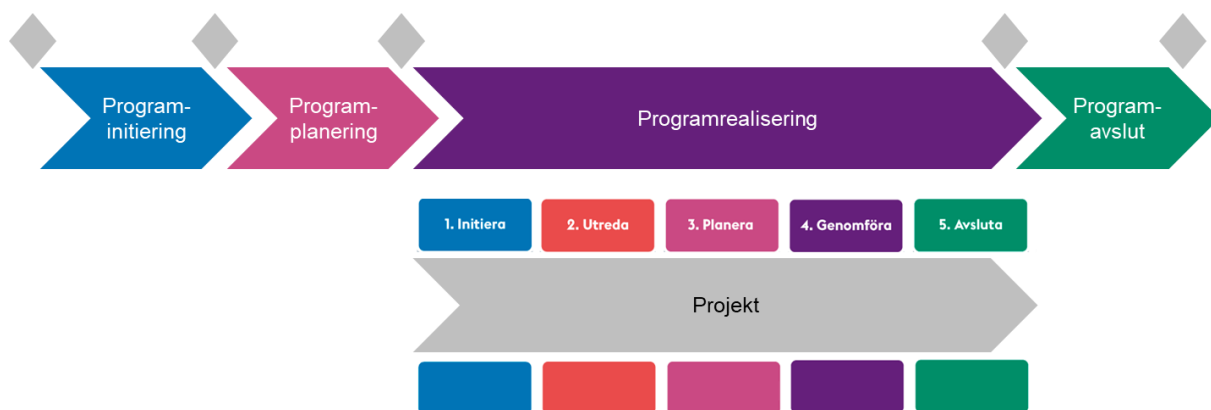 Program-
initiering
Program-
planering
Programrealisering
Program-
avslut
1. Initiera
2. Utreda
3. Planera
4. Genomföra
5. Avsluta
Projekt